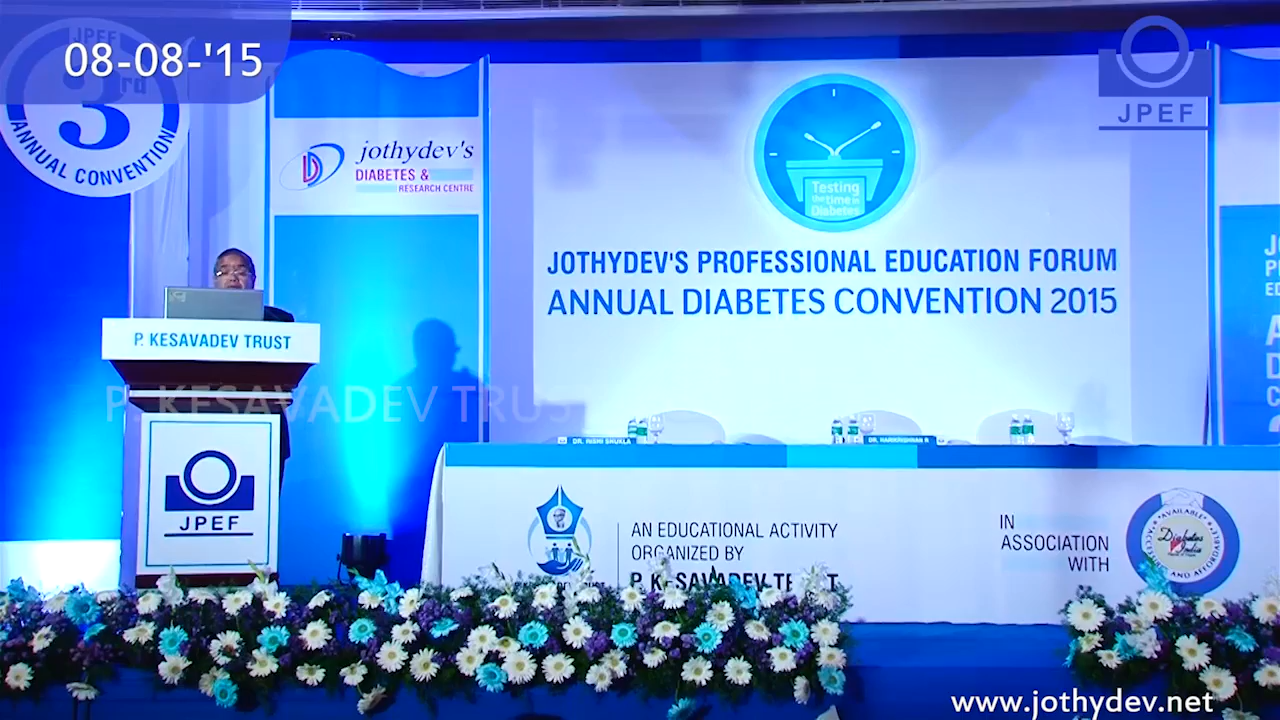 08-08-'15
JPEF
3rd
ANNUAL CONVENTION
jothydev's
DIABETES &
RESEARCH CENTRE
JPEF
Testing
the time in
Diabetes
JOTHYDEV'S PROFESSIONAL EDUCATION FORUM
ANNUAL DIABETES CONVENTION 2015
P. KESAVADEV TRUST
P. KESAVADEV TRUST
JPEF
DR. RISHI SHUKLA
DR. HARIKRISHNAN R
AN EDUCATIONAL ACTIVITY
ORGANIZED BY
P. KESAVADEV
IN
ASSOCIATION
WITH
AVAILABLE
Diabetes
India
AND AFFORDABLE
www.jothydev.net